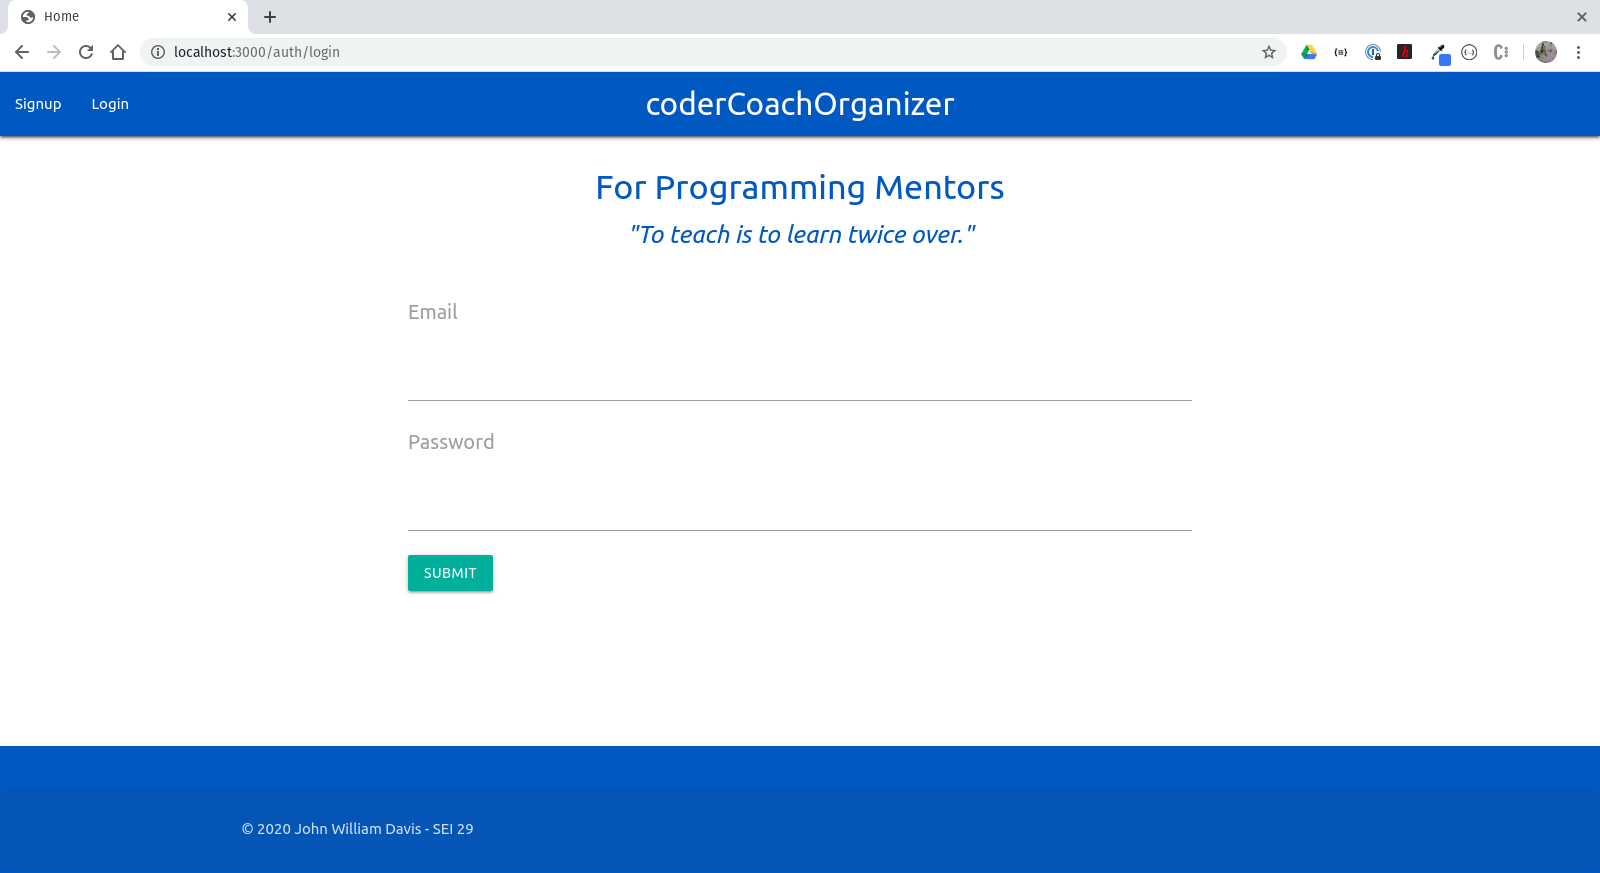 Home
localhost:3000/auth/login
Signup Login coderCoachOrganizer
For Programming Mentors
"To teach is to learn twice over."
Email
Password
SUBMIT
© 2020 John William Davis - SEI 29